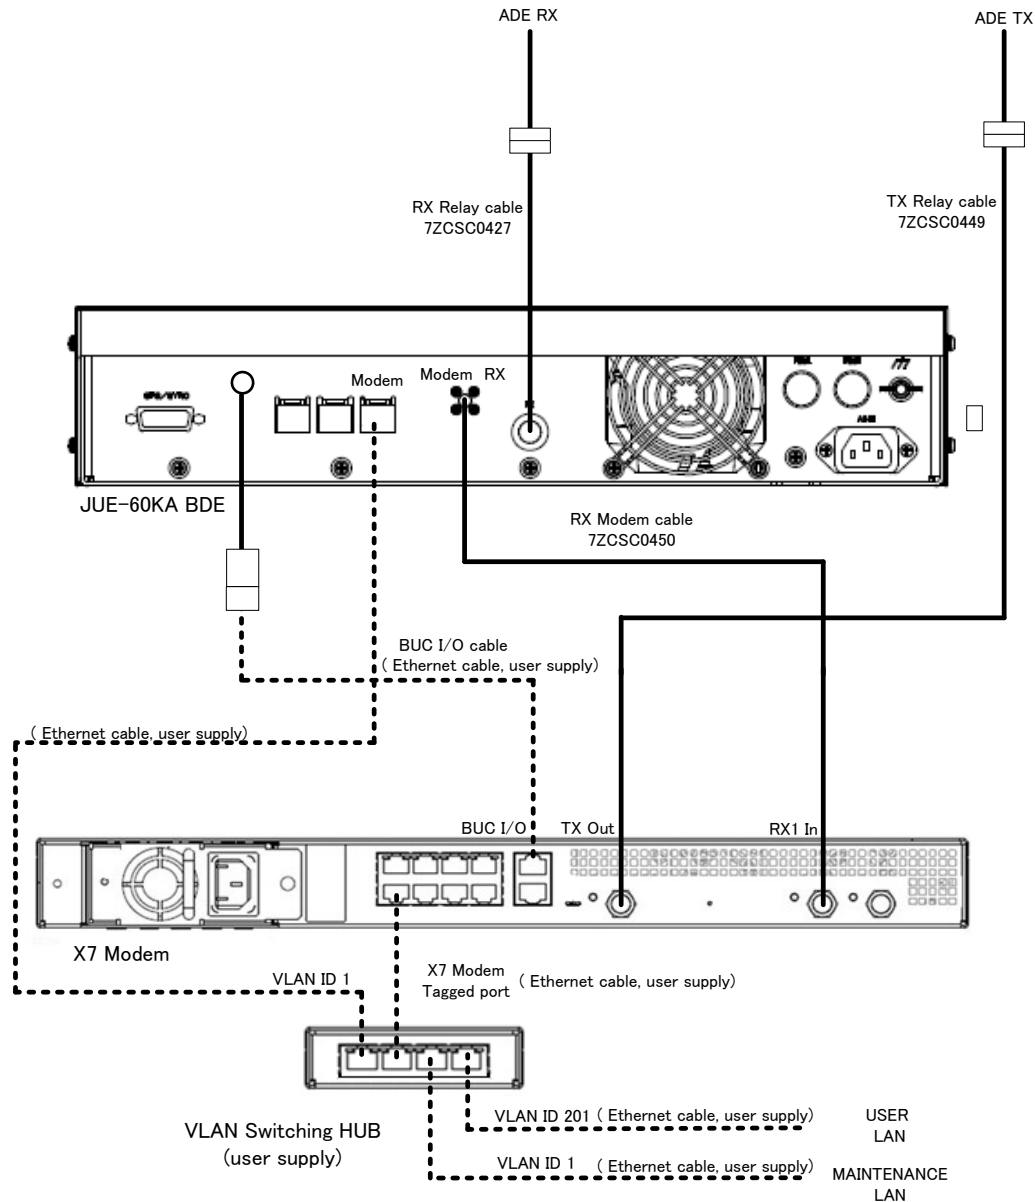 ADE RX
ADE TX
RX Relay cable
7ZCSC0427
TX Relay cable
7ZCSC0449
GPS/GYRO
Modem
Modem RX
JUE-60KA BDE
RX Modem cable
7ZCSC0450
BUC I/O cable
( Ethernet cable, user supply)
( Ethernet cable, user supply)
BUC I/O
TX Out
RX1 In
X7 Modem
VLAN ID 1
X7 Modem
Tagged port
( Ethernet cable, user supply)
VLAN Switching HUB
(user supply)
VLAN ID 201 ( Ethernet cable, user supply)
USER
LAN
VLAN ID 1 ( Ethernet cable, user supply)
MAINTENANCE
LAN